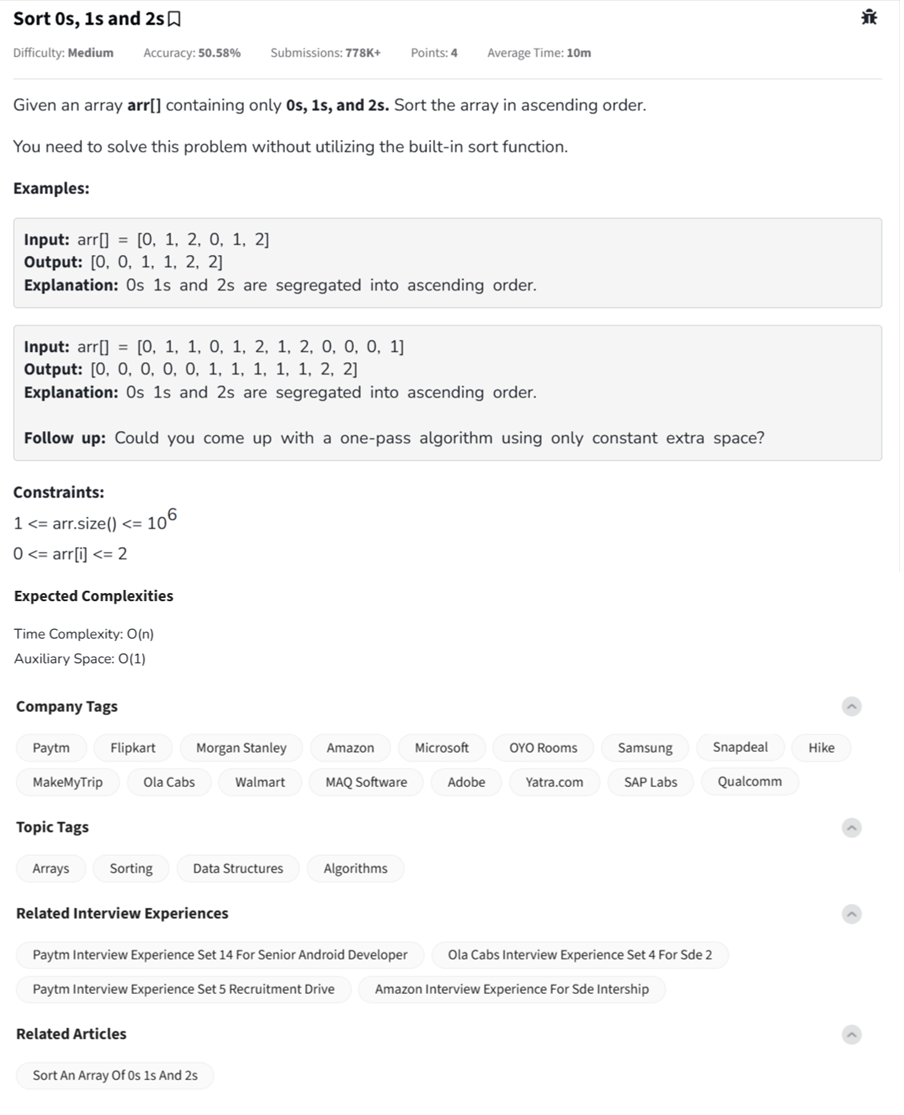 Sort 0s, 1s and 2s
Difficulty: Medium Accuracy: 50.58% Submissions: 778K+ Points: 4 Average Time: 10m
Given an array arr[] containing only 0s, 1s, and 2s. Sort the array in ascending order.
You need to solve this problem without utilizing the built-in sort function.
Examples:
Input: arr[] = [0, 1, 2, 0, 1, 2]
Output: [0, 0, 1, 1, 2, 2]
Explanation: 0s 1s and 2s are segregated into ascending order.
Input: arr[] = [0, 1, 1, 0, 1, 2, 1, 2, 0, 0, 0, 1]
Output: [0, 0, 0, 0, 0, 1, 1, 1, 1, 1, 2, 2]
Explanation: 0s 1s and 2s are segregated into ascending order.
Follow up: Could you come up with a one-pass algorithm using only constant extra space?
Constraints:
1 <= arr.size() <= 10⁶
0 <= arr[i] <= 2
Expected Complexities
Time Complexity: O(n)
Auxiliary Space: O(1)
Company Tags
Paytm Flipkart Morgan Stanley Amazon Microsoft OYO Rooms Samsung Snapdeal Hike
MakeMyTrip Ola Cabs Walmart MAQ Software Adobe Yatra.com SAP Labs Qualcomm
Topic Tags
Arrays Sorting Data Structures Algorithms
Related Interview Experiences
Paytm Interview Experience Set 14 For Senior Android Developer Ola Cabs Interview Experience Set 4 For Sde 2
Paytm Interview Experience Set 5 Recruitment Drive Amazon Interview Experience For Sde Intership
Related Articles
Sort An Array Of 0s 1s And 2s